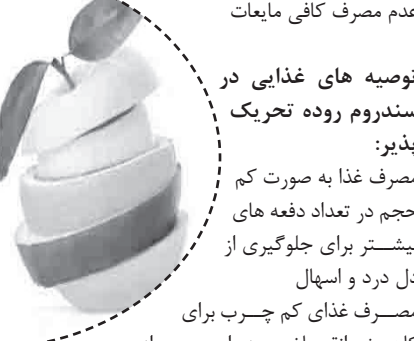 عدم مصرف کافی مایعات
توصیه های غذایی در
سندروم روده تحریک
پذیر:
مصرف غذا به صورت کم
حجم در تعداد دفعه های
بیشتر برای جلوگیری از
دل درد و اسهال
مصرف غذای کم چرب برای